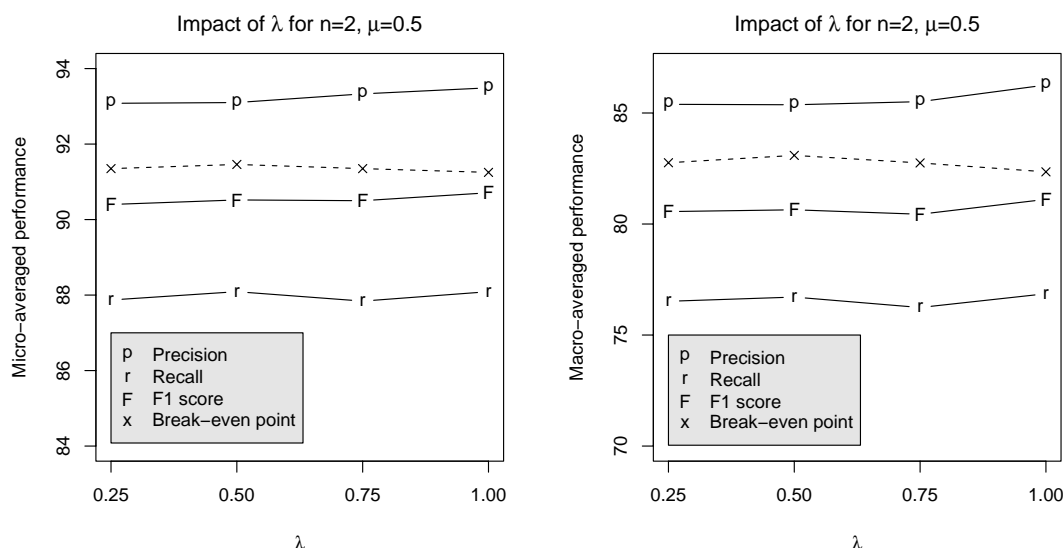 Impact of λ for n=2, μ=0.5
Micro−averaged performance
94
92
90
88
86
84
p p p p
x x x x
F F F F
r r r r
p Precision
r Recall
F F1 score
x Break−even point
0.25 0.50 0.75 1.00
λ
Impact of λ for n=2, μ=0.5
Macro−averaged performance
85
80
75
70
p p p p
x x x x
F F F F
r r r r
p Precision
r Recall
F F1 score
x Break−even point
0.25 0.50 0.75 1.00
λ